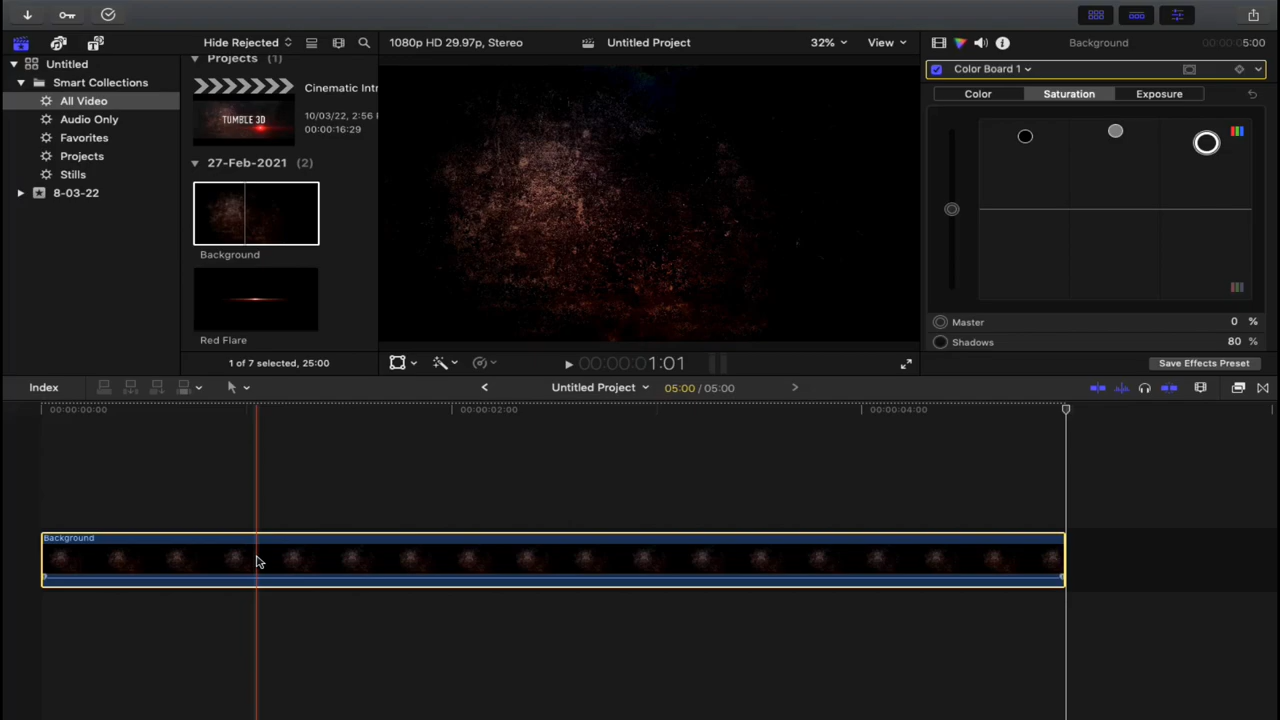 Hide Rejected
1080p HD 29.97p, Stereo
Untitled Project
32%
View
Background
00:00:00:5:00
Untitled
Smart Collections
All Video
Audio Only
Favorites
Projects
Stills
8-03-22
Projects (1)
Cinematic Intr
10/03/22, 2:56 P
00:00:16:29
TUMBLE 3D
27-Feb-2021 (2)
Background
Red Flare
1 of 7 selected, 25:00
00:00:00:1:01
Color Board 1
Color
Saturation
Exposure
Master
0 %
Shadows
80 %
Save Effects Preset
Index
Untitled Project
05:00 / 05:00
00:00:00:00
00:00:02:00
00:00:04:00
Background